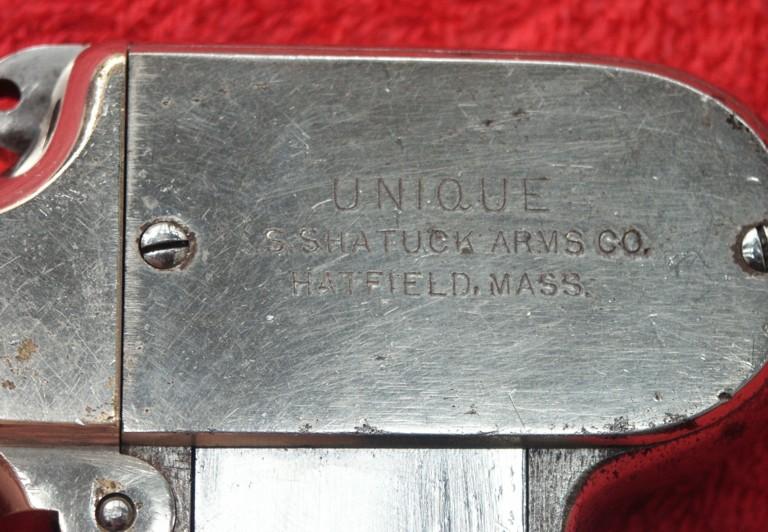 UNIQUE
S. SHATUCK ARMS CO.
HATFIELD, MASS.